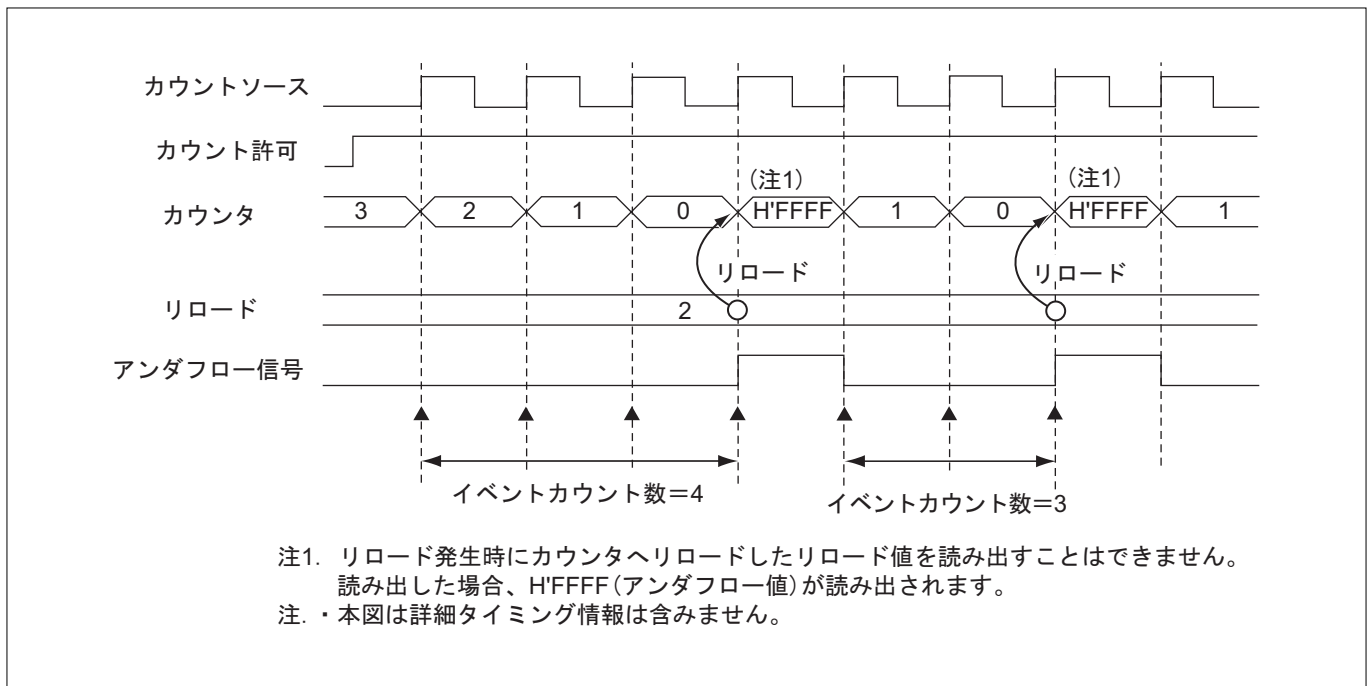 カウントソース
カウント許可
(注1) (注1)
カウンタ 3 2 1 0 H'FFFF 1 0 H'FFFF 1
リロード リロード
リロード 2
アンダフロー信号
イベントカウント数＝4 イベントカウント数＝3
注1. リロード発生時にカウンタへリロードしたリロード値を読み出すことはできません。
読み出した場合、H'FFFF(アンダフロー値)が読み出されます。
注. ・本図は詳細タイミング情報は含みません。